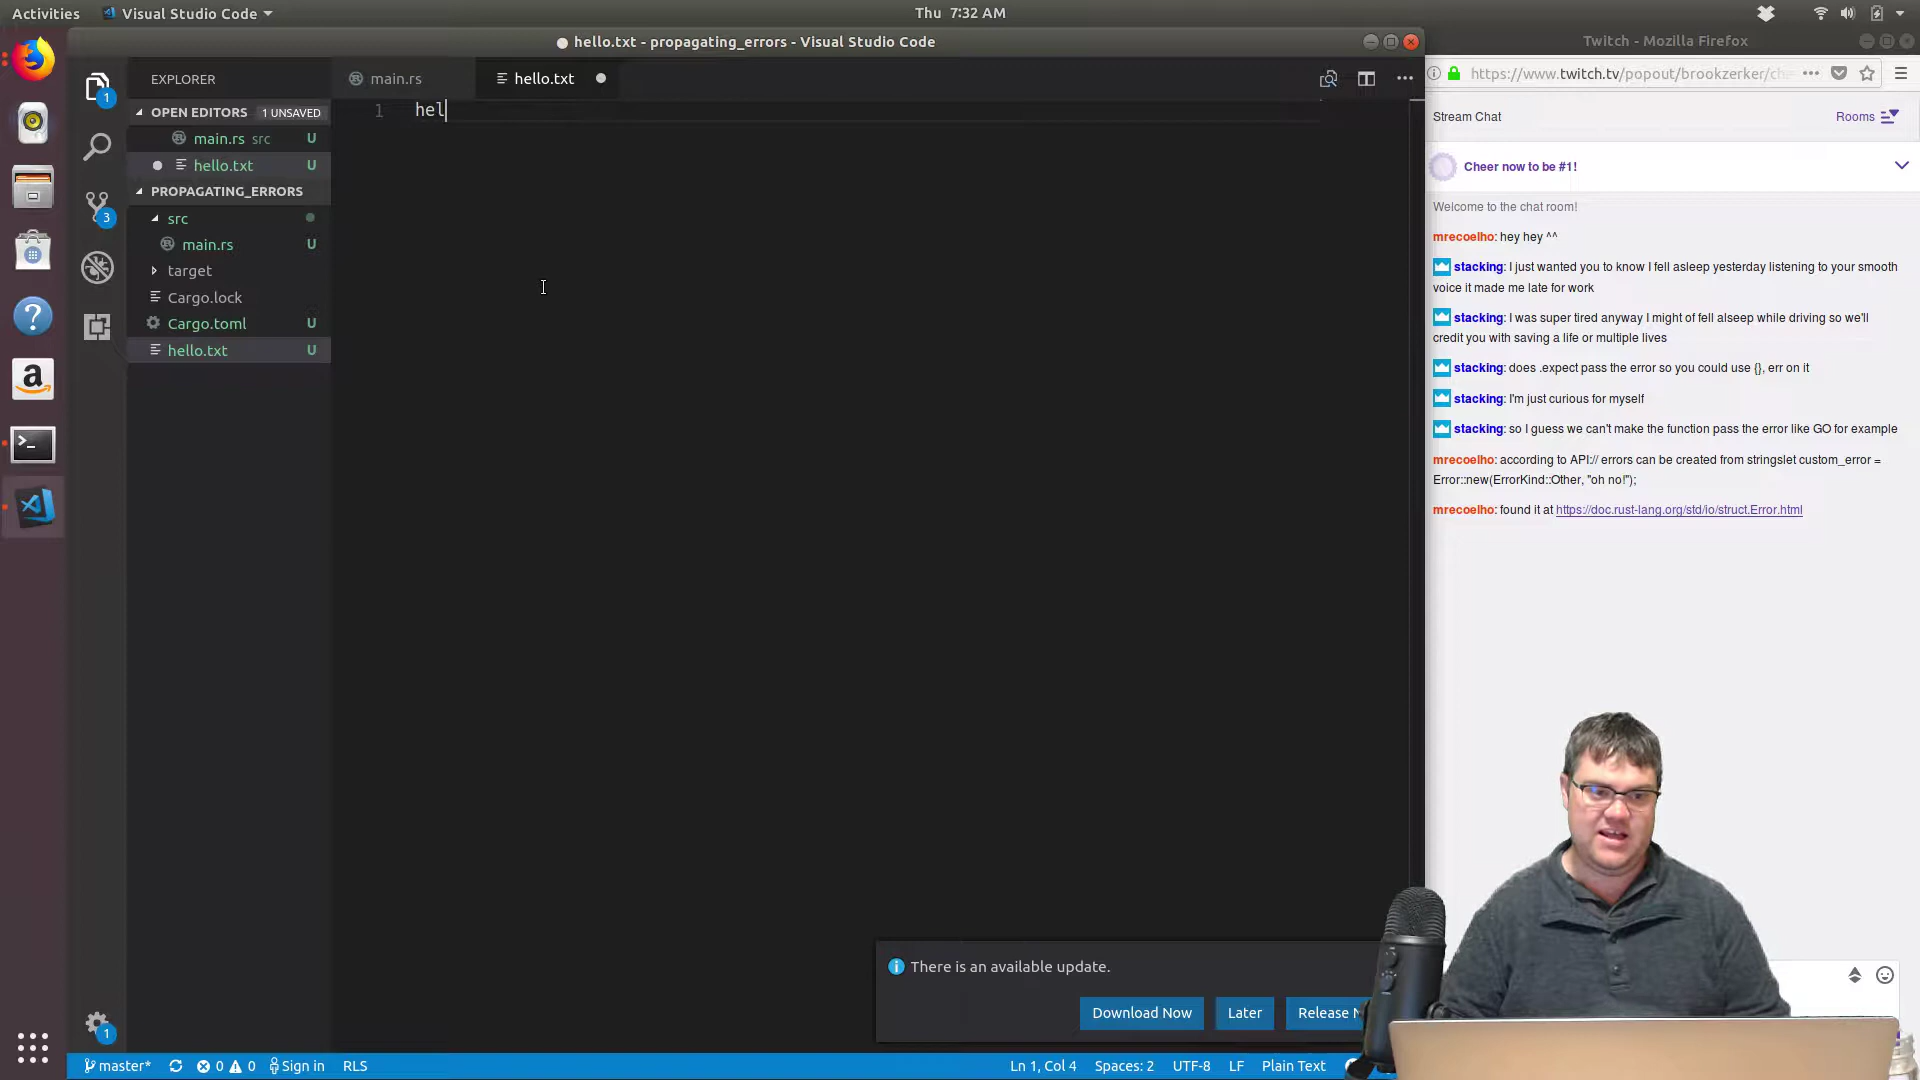 Activities
Visual Studio Code
Thu 7:32 AM
hello.txt - propagating_errors - Visual Studio Code
Twitch - Mozilla Firefox
EXPLORER
main.rs
hello.txt
https://www.twitch.tv/popout/brookzerker/ch
OPEN EDITORS 1 UNSAVED
main.rs src U
hello.txt U
PROPAGATING_ERRORS
src
main.rs U
target
Cargo.lock
Cargo.toml U
hello.txt U
1
3
1
1 hel
Stream Chat
Rooms
Cheer now to be #1!
Welcome to the chat room!
mrecoelho: hey hey ^^
stacking: I just wanted you to know I fell asleep yesterday listening to your smooth
voice it made me late for work
stacking: I was super tired anyway I might of fell alseep while driving so we'll
credit you with saving a life or multiple lives
stacking: does .expect pass the error so you could use {}, err on it
stacking: I'm just curious for myself
stacking: so I guess we can't make the function pass the error like GO for example
mrecoelho: according to API:// errors can be created from stringslet custom_error =
Error::new(ErrorKind::Other, "oh no!");
mrecoelho: found it at https://doc.rust-lang.org/std/io/struct.Error.html
There is an available update.
Download Now
Later
Release N
master*
0
0
Sign in
RLS
Ln 1, Col 4
Spaces: 2
UTF-8
LF
Plain Text